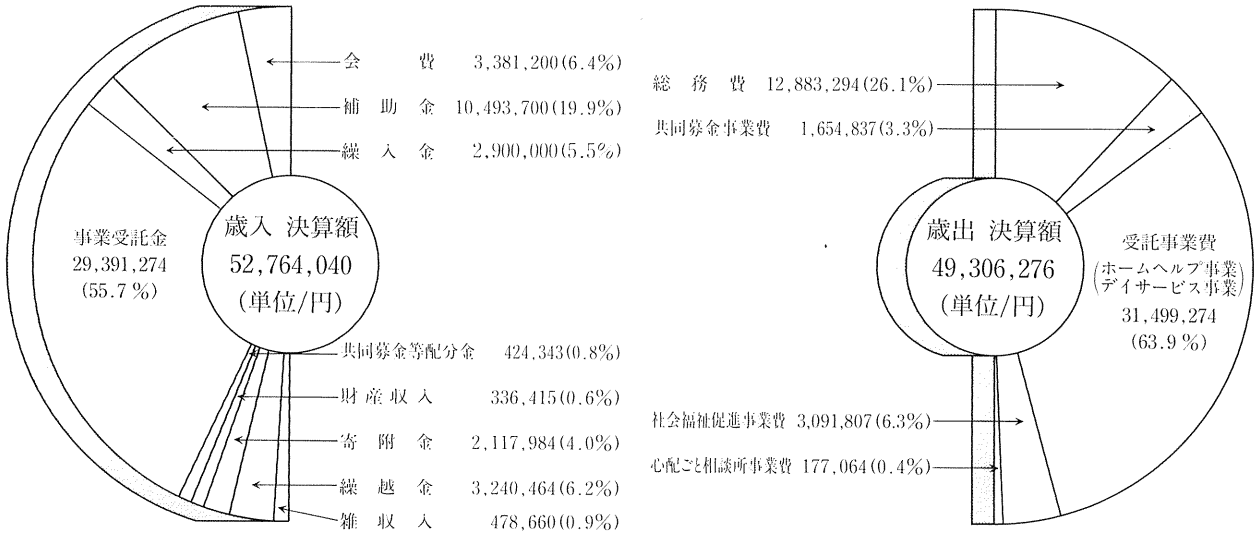 会費 3,381,200(6.4%)
補助金 10,493,700(19.9%)
繰入金 2,900,000(5.5%)
歳入 決算額
52,764,040
(単位/円)
事業受託金
29,391,274
(55.7%)
共同募金等配分金 424,343(0.8%)
財産収入 336,415(0.6%)
寄附金 2,117,984(4.0%)
繰越金 3,240,464(6.2%)
雑収入 478,660(0.9%)
総務費 12,883,294(26.1%)
共同募金事業費 1,654,837(3.3%)
歳出 決算額
49,306,276
(単位/円)
受託事業費
(ホームヘルプ事業
デイサービス事業)
31,499,274
(63.9%)
社会福祉促進事業費 3,091,807(6.3%)
心配ごと相談所事業費 177,064(0.4%)